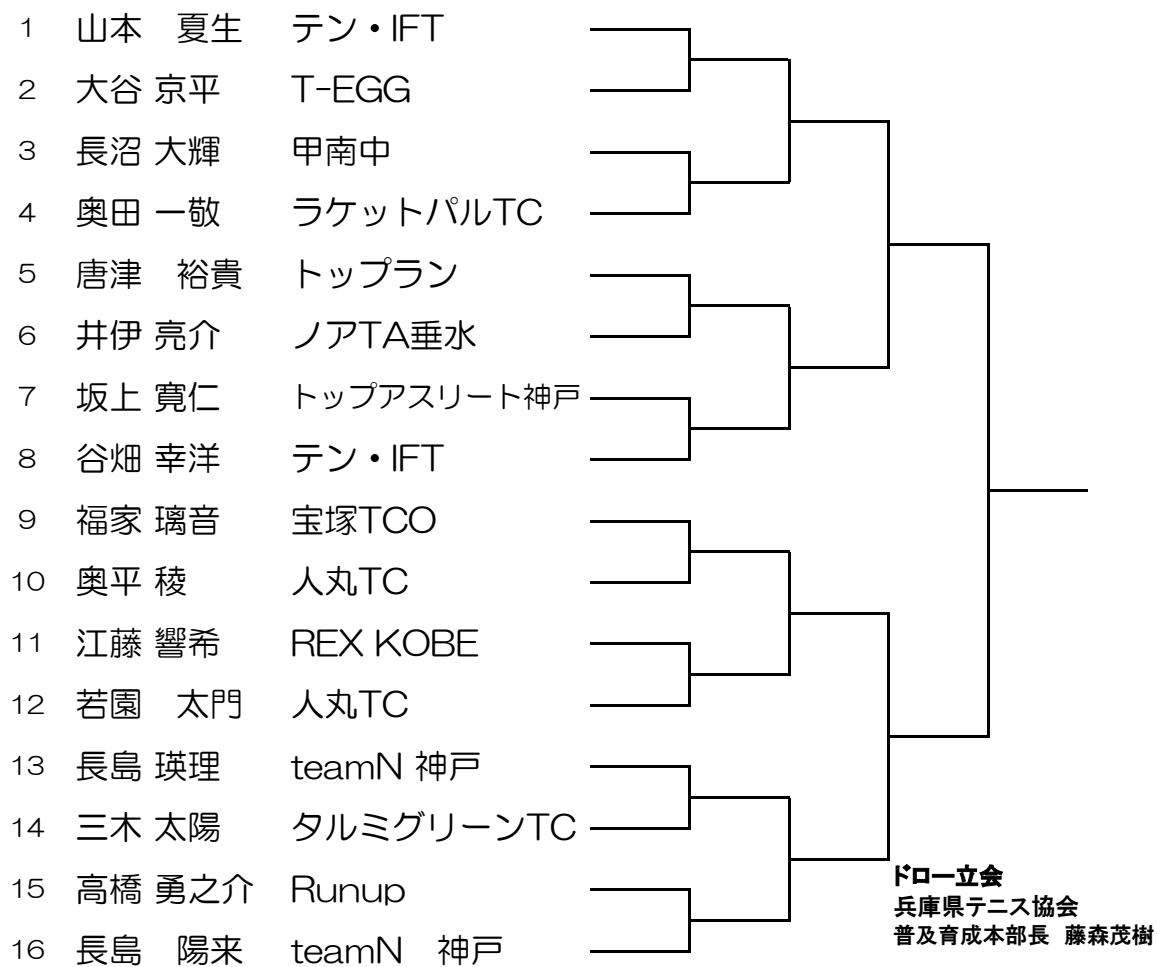 1 山本　夏生 テン・IFT
2 大谷 京平 T-EGG
3 長沼 大輝 甲南中
4 奥田 一敬 ラケットパルTC
5 唐津　裕貴 トップラン
6 井伊 亮介 ノアTA垂水
7 坂上 寛仁 トップアスリート神戸
8 谷畑 幸洋 テン・IFT
9 福家 璃音 宝塚TCO
10 奥平 稜 人丸TC
11 江藤 響希 REX KOBE
12 若園　太門 人丸TC
13 長島 瑛理 teamN 神戸
14 三木 太陽 タルミグリーンTC
15 高橋 勇之介 Runup
16 長島　陽来 teamN　神戸
ドロー立会
兵庫県テニス協会
普及育成本部長 藤森茂樹